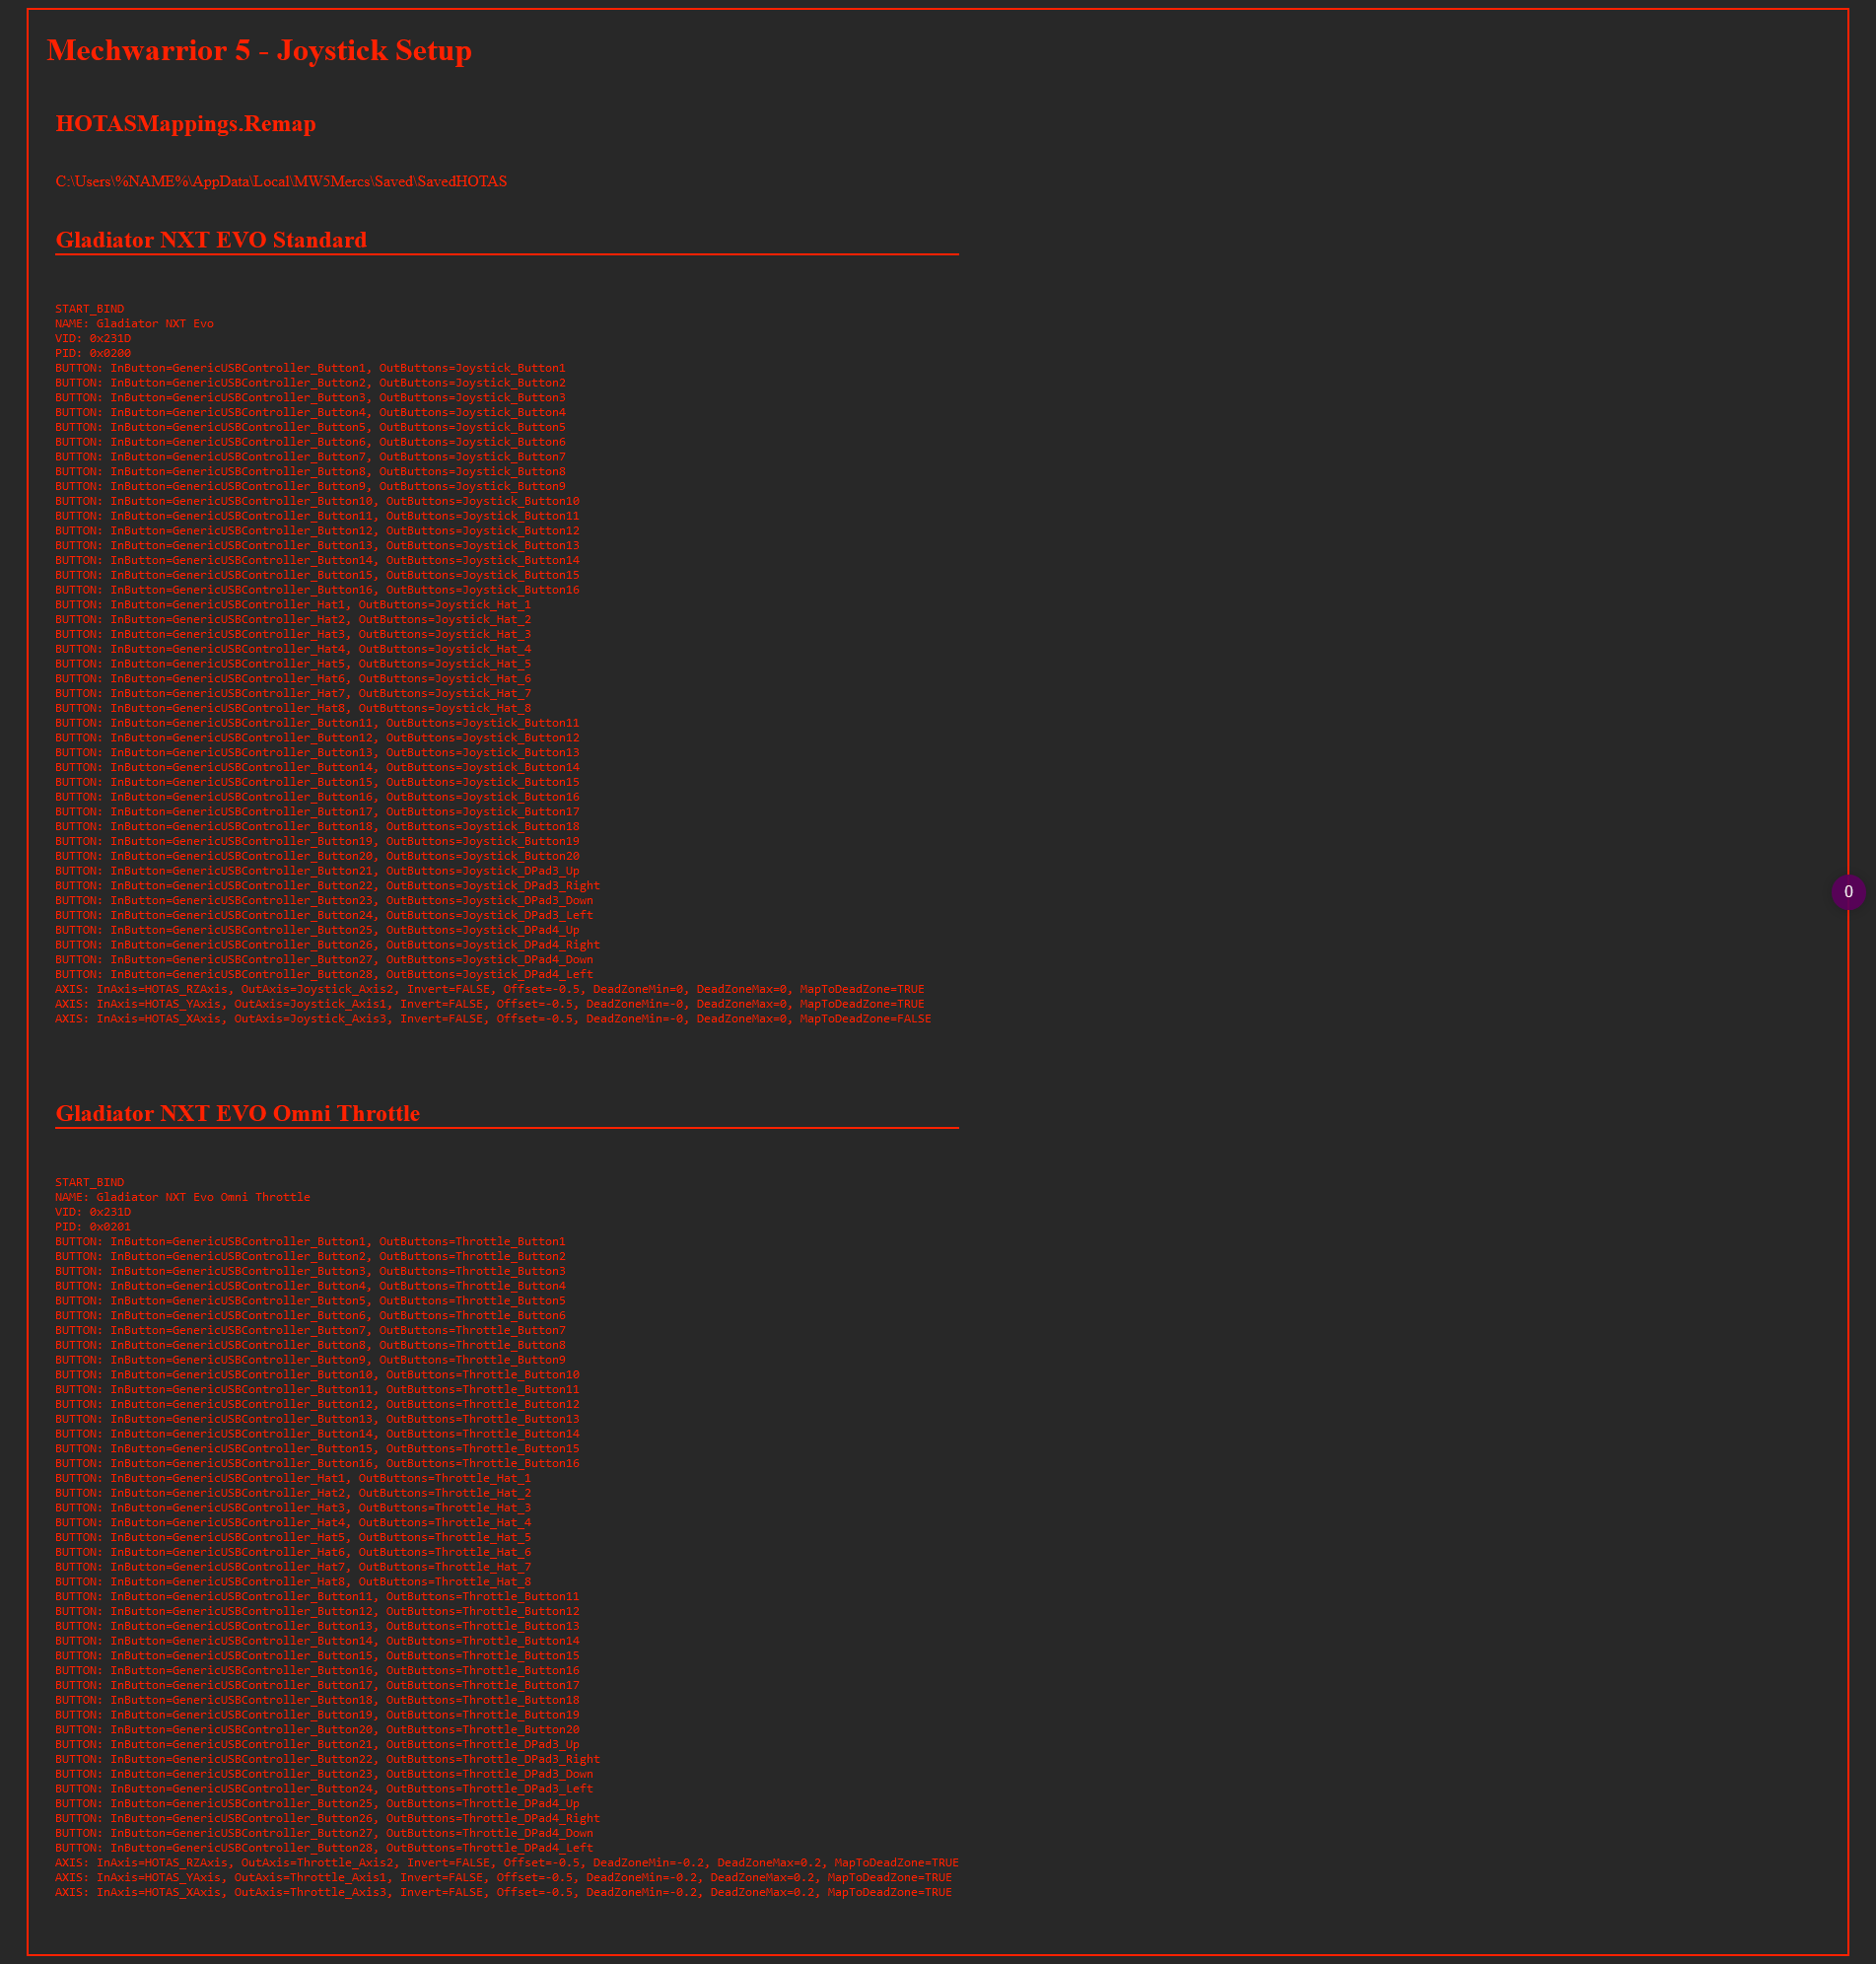 Mechwarrior 5 - Joystick Setup
HOTASMappings.Remap
C:\Users\%NAME%\AppData\Local\MW5Mercs\Saved\SavedHOTAS
Gladiator NXT EVO Standard
START_BIND
NAME: Gladiator NXT Evo
VID: 0x231D
PID: 0x0200
BUTTON: InButton=GenericUSBController_Button1, OutButtons=Joystick_Button1
BUTTON: InButton=GenericUSBController_Button2, OutButtons=Joystick_Button2
BUTTON: InButton=GenericUSBController_Button3, OutButtons=Joystick_Button3
BUTTON: InButton=GenericUSBController_Button4, OutButtons=Joystick_Button4
BUTTON: InButton=GenericUSBController_Button5, OutButtons=Joystick_Button5
BUTTON: InButton=GenericUSBController_Button6, OutButtons=Joystick_Button6
BUTTON: InButton=GenericUSBController_Button7, OutButtons=Joystick_Button7
BUTTON: InButton=GenericUSBController_Button8, OutButtons=Joystick_Button8
BUTTON: InButton=GenericUSBController_Button9, OutButtons=Joystick_Button9
BUTTON: InButton=GenericUSBController_Button10, OutButtons=Joystick_Button10
BUTTON: InButton=GenericUSBController_Button11, OutButtons=Joystick_Button11
BUTTON: InButton=GenericUSBController_Button12, OutButtons=Joystick_Button12
BUTTON: InButton=GenericUSBController_Button13, OutButtons=Joystick_Button13
BUTTON: InButton=GenericUSBController_Button14, OutButtons=Joystick_Button14
BUTTON: InButton=GenericUSBController_Button15, OutButtons=Joystick_Button15
BUTTON: InButton=GenericUSBController_Button16, OutButtons=Joystick_Button16
BUTTON: InButton=GenericUSBController_Hat1, OutButtons=Joystick_Hat_1
BUTTON: InButton=GenericUSBController_Hat2, OutButtons=Joystick_Hat_2
BUTTON: InButton=GenericUSBController_Hat3, OutButtons=Joystick_Hat_3
BUTTON: InButton=GenericUSBController_Hat4, OutButtons=Joystick_Hat_4
BUTTON: InButton=GenericUSBController_Hat5, OutButtons=Joystick_Hat_5
BUTTON: InButton=GenericUSBController_Hat6, OutButtons=Joystick_Hat_6
BUTTON: InButton=GenericUSBController_Hat7, OutButtons=Joystick_Hat_7
BUTTON: InButton=GenericUSBController_Hat8, OutButtons=Joystick_Hat_8
BUTTON: InButton=GenericUSBController_Button11, OutButtons=Joystick_Button11
BUTTON: InButton=GenericUSBController_Button12, OutButtons=Joystick_Button12
BUTTON: InButton=GenericUSBController_Button13, OutButtons=Joystick_Button13
BUTTON: InButton=GenericUSBController_Button14, OutButtons=Joystick_Button14
BUTTON: InButton=GenericUSBController_Button15, OutButtons=Joystick_Button15
BUTTON: InButton=GenericUSBController_Button16, OutButtons=Joystick_Button16
BUTTON: InButton=GenericUSBController_Button17, OutButtons=Joystick_Button17
BUTTON: InButton=GenericUSBController_Button18, OutButtons=Joystick_Button18
BUTTON: InButton=GenericUSBController_Button19, OutButtons=Joystick_Button19
BUTTON: InButton=GenericUSBController_Button20, OutButtons=Joystick_Button20
BUTTON: InButton=GenericUSBController_Button21, OutButtons=Joystick_DPad3_Up
BUTTON: InButton=GenericUSBController_Button22, OutButtons=Joystick_DPad3_Right
BUTTON: InButton=GenericUSBController_Button23, OutButtons=Joystick_DPad3_Down
BUTTON: InButton=GenericUSBController_Button24, OutButtons=Joystick_DPad3_Left
BUTTON: InButton=GenericUSBController_Button25, OutButtons=Joystick_DPad4_Up
BUTTON: InButton=GenericUSBController_Button26, OutButtons=Joystick_DPad4_Right
BUTTON: InButton=GenericUSBController_Button27, OutButtons=Joystick_DPad4_Down
BUTTON: InButton=GenericUSBController_Button28, OutButtons=Joystick_DPad4_Left
AXIS: InAxis=HOTAS_RZAxis, OutAxis=Joystick_Axis2, Invert=FALSE, Offset=-0.5, DeadZoneMin=0, DeadZoneMax=0, MapToDeadZone=TRUE
AXIS: InAxis=HOTAS_YAxis, OutAxis=Joystick_Axis1, Invert=FALSE, Offset=-0.5, DeadZoneMin=-0, DeadZoneMax=0, MapToDeadZone=TRUE
AXIS: InAxis=HOTAS_XAxis, OutAxis=Joystick_Axis3, Invert=FALSE, Offset=-0.5, DeadZoneMin=-0, DeadZoneMax=0, MapToDeadZone=FALSE
0
Gladiator NXT EVO Omni Throttle
START_BIND
NAME: Gladiator NXT Evo Omni Throttle
VID: 0x231D
PID: 0x0201
BUTTON: InButton=GenericUSBController_Button1, OutButtons=Throttle_Button1
BUTTON: InButton=GenericUSBController_Button2, OutButtons=Throttle_Button2
BUTTON: InButton=GenericUSBController_Button3, OutButtons=Throttle_Button3
BUTTON: InButton=GenericUSBController_Button4, OutButtons=Throttle_Button4
BUTTON: InButton=GenericUSBController_Button5, OutButtons=Throttle_Button5
BUTTON: InButton=GenericUSBController_Button6, OutButtons=Throttle_Button6
BUTTON: InButton=GenericUSBController_Button7, OutButtons=Throttle_Button7
BUTTON: InButton=GenericUSBController_Button8, OutButtons=Throttle_Button8
BUTTON: InButton=GenericUSBController_Button9, OutButtons=Throttle_Button9
BUTTON: InButton=GenericUSBController_Button10, OutButtons=Throttle_Button10
BUTTON: InButton=GenericUSBController_Button11, OutButtons=Throttle_Button11
BUTTON: InButton=GenericUSBController_Button12, OutButtons=Throttle_Button12
BUTTON: InButton=GenericUSBController_Button13, OutButtons=Throttle_Button13
BUTTON: InButton=GenericUSBController_Button14, OutButtons=Throttle_Button14
BUTTON: InButton=GenericUSBController_Button15, OutButtons=Throttle_Button15
BUTTON: InButton=GenericUSBController_Button16, OutButtons=Throttle_Button16
BUTTON: InButton=GenericUSBController_Hat1, OutButtons=Throttle_Hat_1
BUTTON: InButton=GenericUSBController_Hat2, OutButtons=Throttle_Hat_2
BUTTON: InButton=GenericUSBController_Hat3, OutButtons=Throttle_Hat_3
BUTTON: InButton=GenericUSBController_Hat4, OutButtons=Throttle_Hat_4
BUTTON: InButton=GenericUSBController_Hat5, OutButtons=Throttle_Hat_5
BUTTON: InButton=GenericUSBController_Hat6, OutButtons=Throttle_Hat_6
BUTTON: InButton=GenericUSBController_Hat7, OutButtons=Throttle_Hat_7
BUTTON: InButton=GenericUSBController_Hat8, OutButtons=Throttle_Hat_8
BUTTON: InButton=GenericUSBController_Button11, OutButtons=Throttle_Button11
BUTTON: InButton=GenericUSBController_Button12, OutButtons=Throttle_Button12
BUTTON: InButton=GenericUSBController_Button13, OutButtons=Throttle_Button13
BUTTON: InButton=GenericUSBController_Button14, OutButtons=Throttle_Button14
BUTTON: InButton=GenericUSBController_Button15, OutButtons=Throttle_Button15
BUTTON: InButton=GenericUSBController_Button16, OutButtons=Throttle_Button16
BUTTON: InButton=GenericUSBController_Button17, OutButtons=Throttle_Button17
BUTTON: InButton=GenericUSBController_Button18, OutButtons=Throttle_Button18
BUTTON: InButton=GenericUSBController_Button19, OutButtons=Throttle_Button19
BUTTON: InButton=GenericUSBController_Button20, OutButtons=Throttle_Button20
BUTTON: InButton=GenericUSBController_Button21, OutButtons=Throttle_DPad3_Up
BUTTON: InButton=GenericUSBController_Button22, OutButtons=Throttle_DPad3_Right
BUTTON: InButton=GenericUSBController_Button23, OutButtons=Throttle_DPad3_Down
BUTTON: InButton=GenericUSBController_Button24, OutButtons=Throttle_DPad3_Left
BUTTON: InButton=GenericUSBController_Button25, OutButtons=Throttle_DPad4_Up
BUTTON: InButton=GenericUSBController_Button26, OutButtons=Throttle_DPad4_Right
BUTTON: InButton=GenericUSBController_Button27, OutButtons=Throttle_DPad4_Down
BUTTON: InButton=GenericUSBController_Button28, OutButtons=Throttle_DPad4_Left
AXIS: InAxis=HOTAS_RZAxis, OutAxis=Throttle_Axis2, Invert=FALSE, Offset=-0.5, DeadZoneMin=-0.2, DeadZoneMax=0.2, MapToDeadZone=TRUE
AXIS: InAxis=HOTAS_YAxis, OutAxis=Throttle_Axis1, Invert=FALSE, Offset=-0.5, DeadZoneMin=-0.2, DeadZoneMax=0.2, MapToDeadZone=TRUE
AXIS: InAxis=HOTAS_XAxis, OutAxis=Throttle_Axis3, Invert=FALSE, Offset=-0.5, DeadZoneMin=-0.2, DeadZoneMax=0.2, MapToDeadZone=TRUE